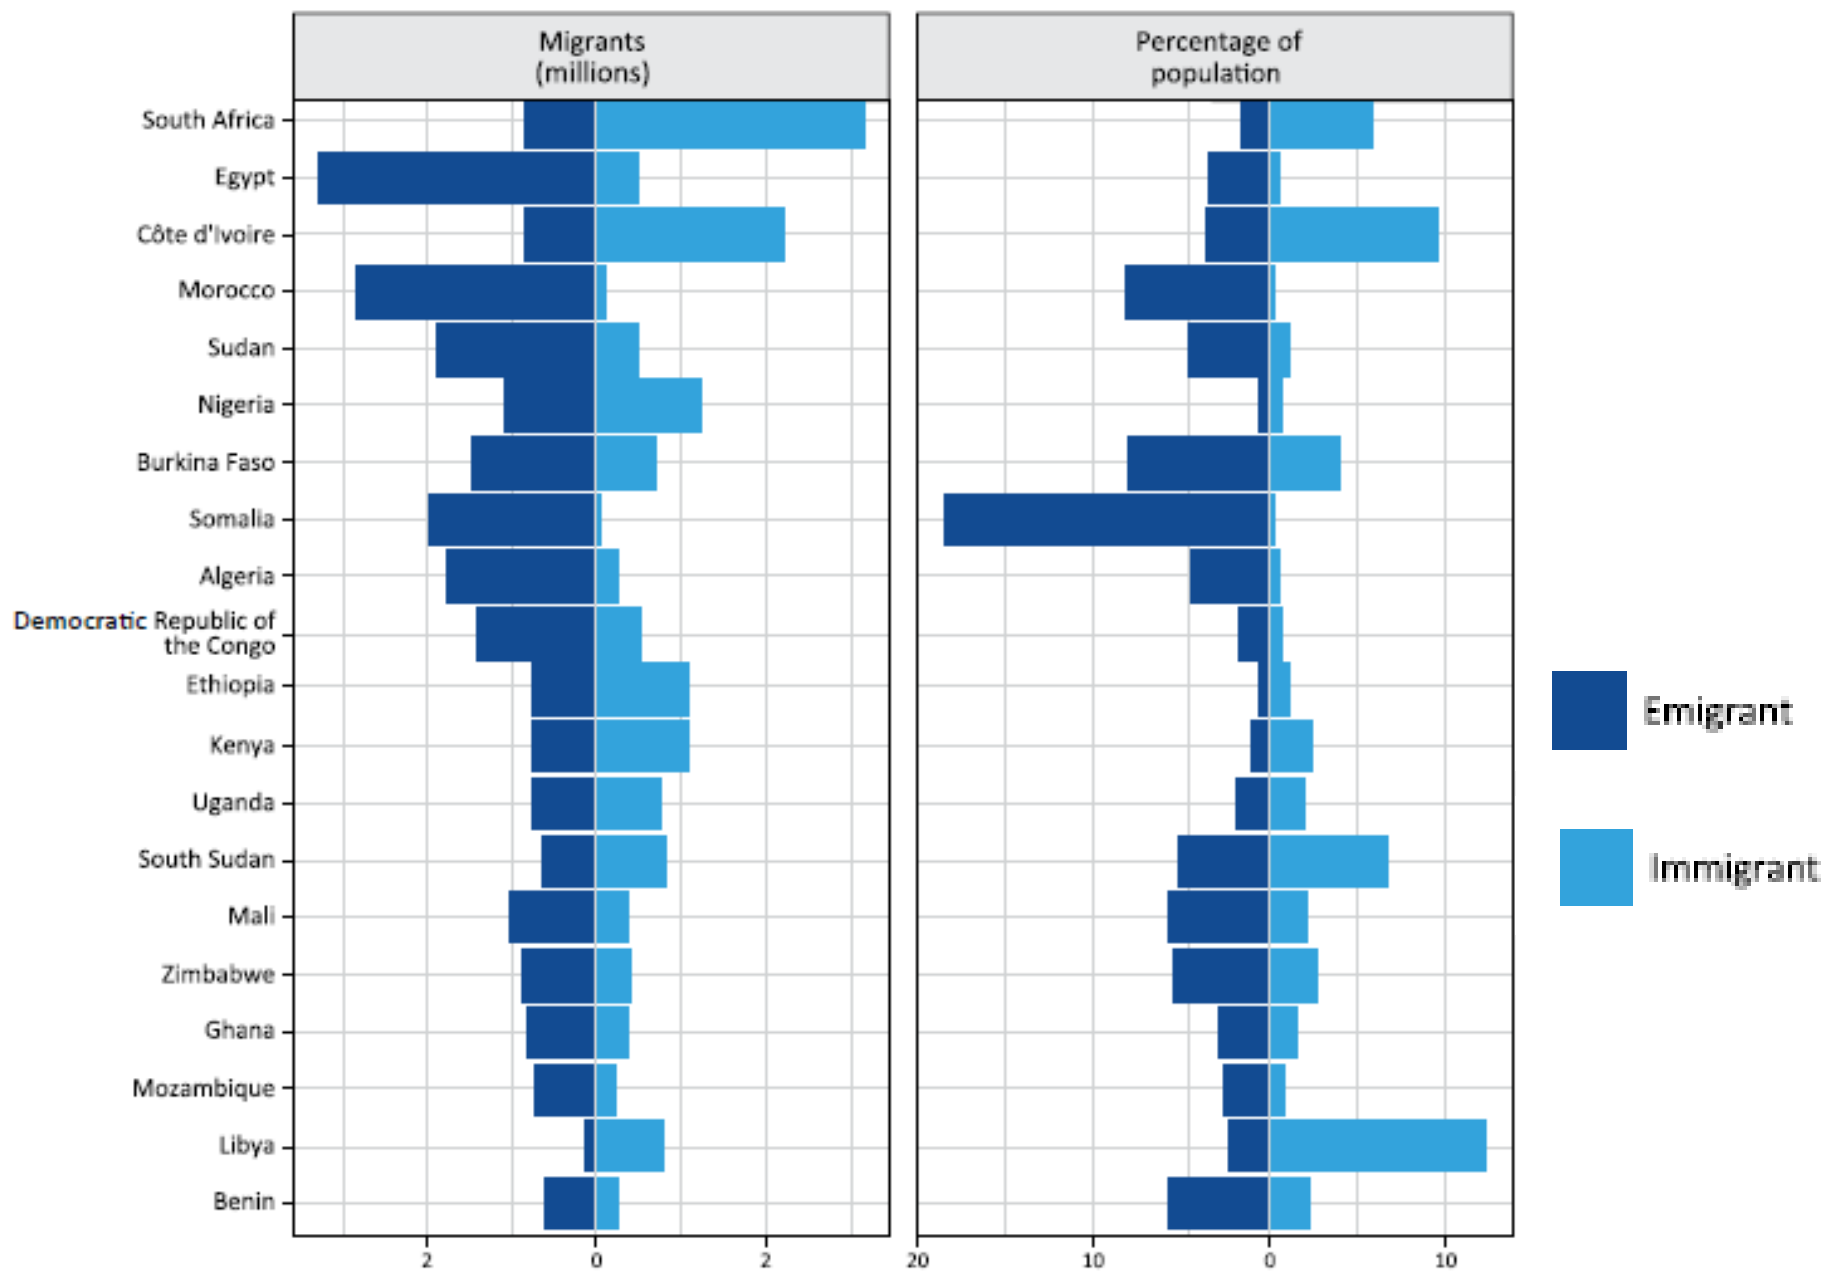 Migrants
(millions)
Percentage of
population
South Africa
Egypt
Côte d'Ivoire
Morocco
Sudan
Nigeria
Burkina Faso
Somalia
Algeria
Democratic Republic of
the Congo
Ethiopia
Kenya
Uganda
South Sudan
Mali
Zimbabwe
Ghana
Mozambique
Libya
Benin
2 0 2
20 10 0 10
Emigrant
Immigrant